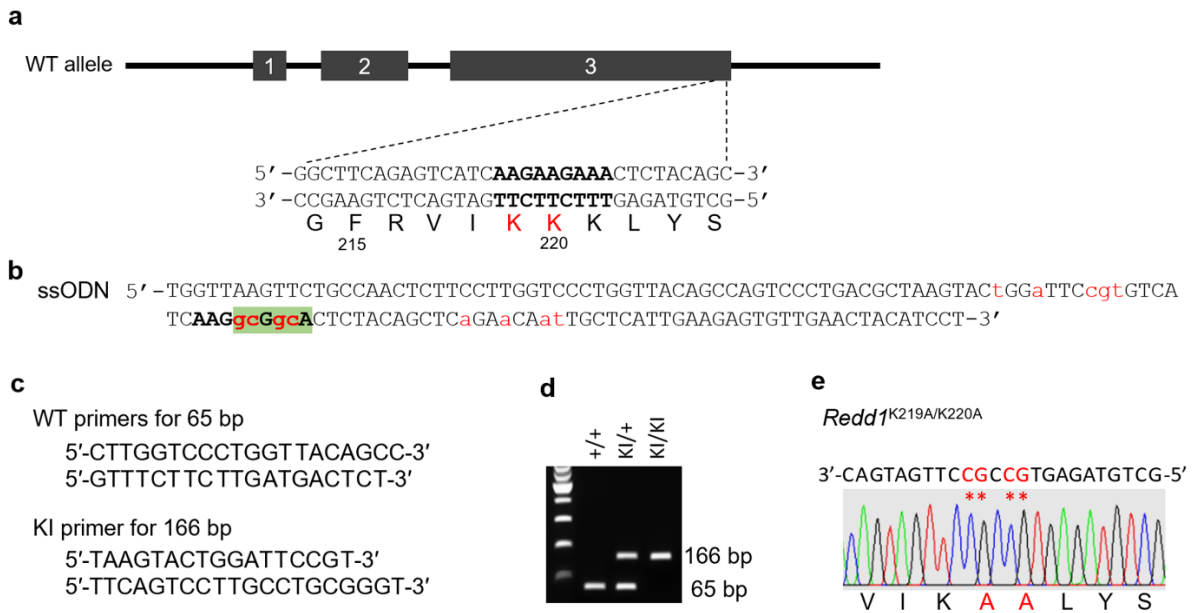 a
WT allele
1
2
3
5′-GGCTTCAGAGTCATCAAGAAGAAACTCTACAGC-3′
3′-CCGAAGTCTCAGTAGTTCTTCTTTGAGATGTCG-5′
G F R V I K K K L Y S
215 220
b
ssODN 5′-TGGTTAAGTTCTGCCAACTCTTCCTTGGTCCCTGGTTACAGCCAGTCCCTGACGCTAAGTACtGGaTTCcgtGTCA
TCAAGgcGgcACTCTACAGCTCaGAaCAatTGCTCATTGAAGAGTGTTGAACTACATCCT-3′
c
WT primers for 65 bp
5′-CTTGGTCCCTGGTTACAGCC-3′
5′-GTTTCTTCTTGATGACTCT-3′
KI primer for 166 bp
5′-TAAGTACTGGATTCCGT-3′
5′-TTCAGTCCTTGCCTGCGGGT-3′
d
+/+
KI/+
KI/KI
166 bp
65 bp
e
Redd1K219A/K220A
3′-CAGTAGTTCCGCCGTGAGATGTCG-5′
** **
V I K A A L Y S